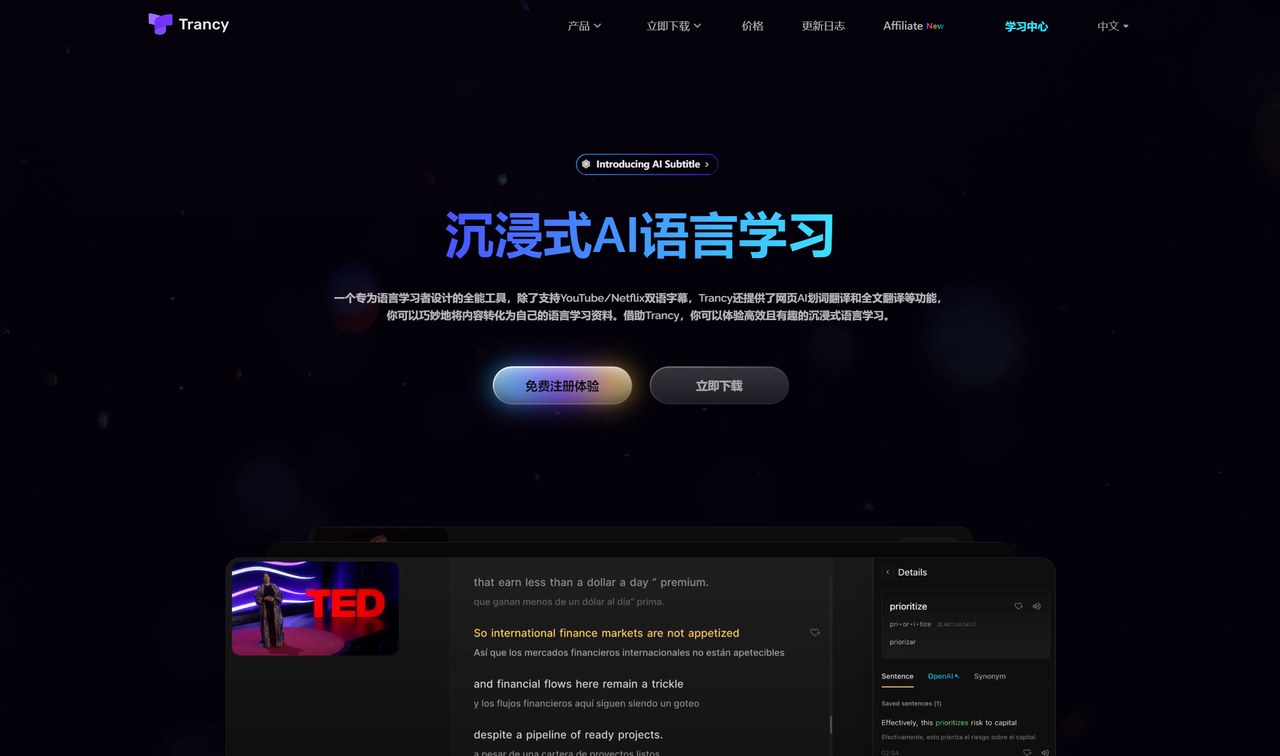 Trancy
产品
立即下载
价格
更新日志
Affiliate Now
学习中心
中文
Introducing AI Subtitle
沉浸式AI语言学习
一个专为语言学习者设计的全能工具，除了支持YouTube/Netflix双语字幕，Trancy还提供了网页AI划词翻译和全文翻译等功能，
你可以巧妙地将内容转化为自己的语言学习资料。借助Trancy，你可以体验高效且有趣的沉浸式语言学习。
免费注册体验
立即下载
TED
that earn less than a dollar a day " premium.
que ganan menos de un dólar al día" prima.
So international finance markets are not appetized
Así que los mercados financieros internacionales no están apetecibles
and financial flows here remain a trickle
y los flujos financieros aquí siguen siendo un goteo
despite a pipeline of ready projects.
a pesar de una cartera de proyectos listos.
Details
prioritize
pri•or•i•tize
priorizar
Sentence
OpenAI
Synonym
Saved sentences (1)
Effectively, this prioritizes risk to capital
Efectivamente, esto prioriza el riesgo sobre el capital.
02:54